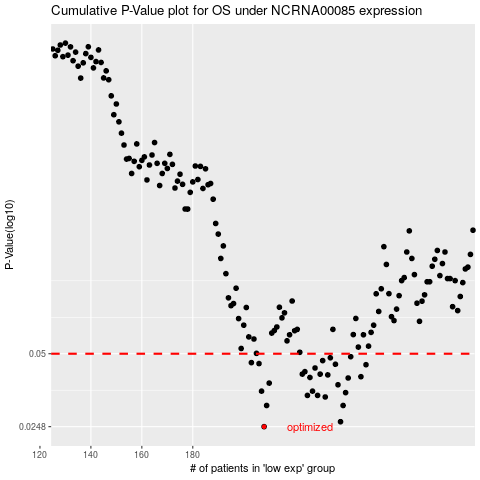 Cumulative P-Value plot for OS under NCRNA00085 expression
P-Value(log10)
0.05
0.0248
optimized
120 140 160 180
# of patients in 'low exp' group